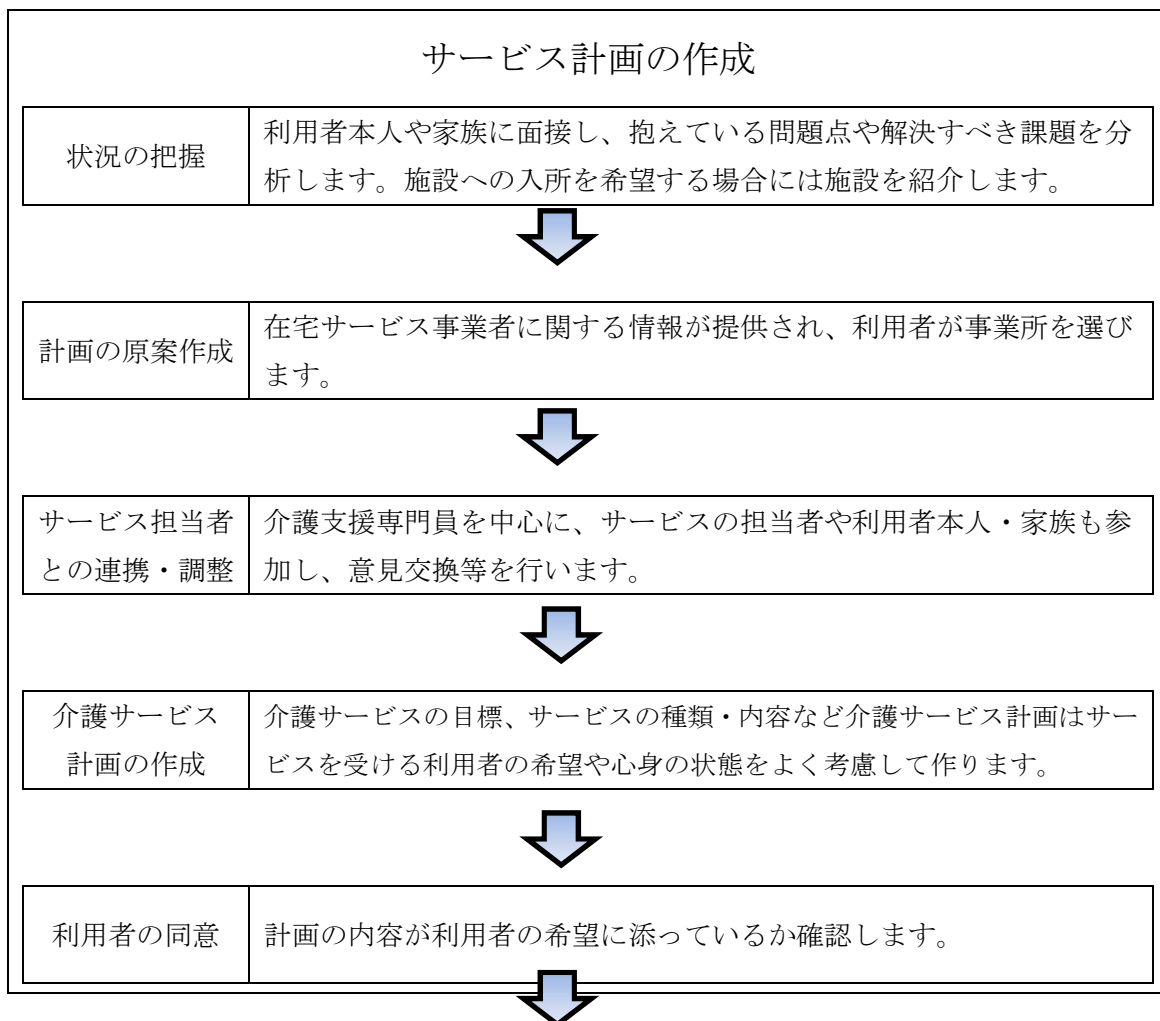 サービス計画の作成
状況の把握
利用者本人や家族に面接し、抱えている問題点や解決すべき課題を分
析します。施設への入所を希望する場合には施設を紹介します。
計画の原案作成
在宅サービス事業者に関する情報が提供され、利用者が事業所を選び
ます。
サービス担当者
との連携・調整
介護支援専門員を中心に、サービスの担当者や利用者本人・家族も参
加し、意見交換等を行います。
介護サービス
計画の作成
介護サービスの目標、サービスの種類・内容など介護サービス計画はサー
ビスを受ける利用者の希望や心身の状態をよく考慮して作ります。
利用者の同意
計画の内容が利用者の希望に添っているか確認します。